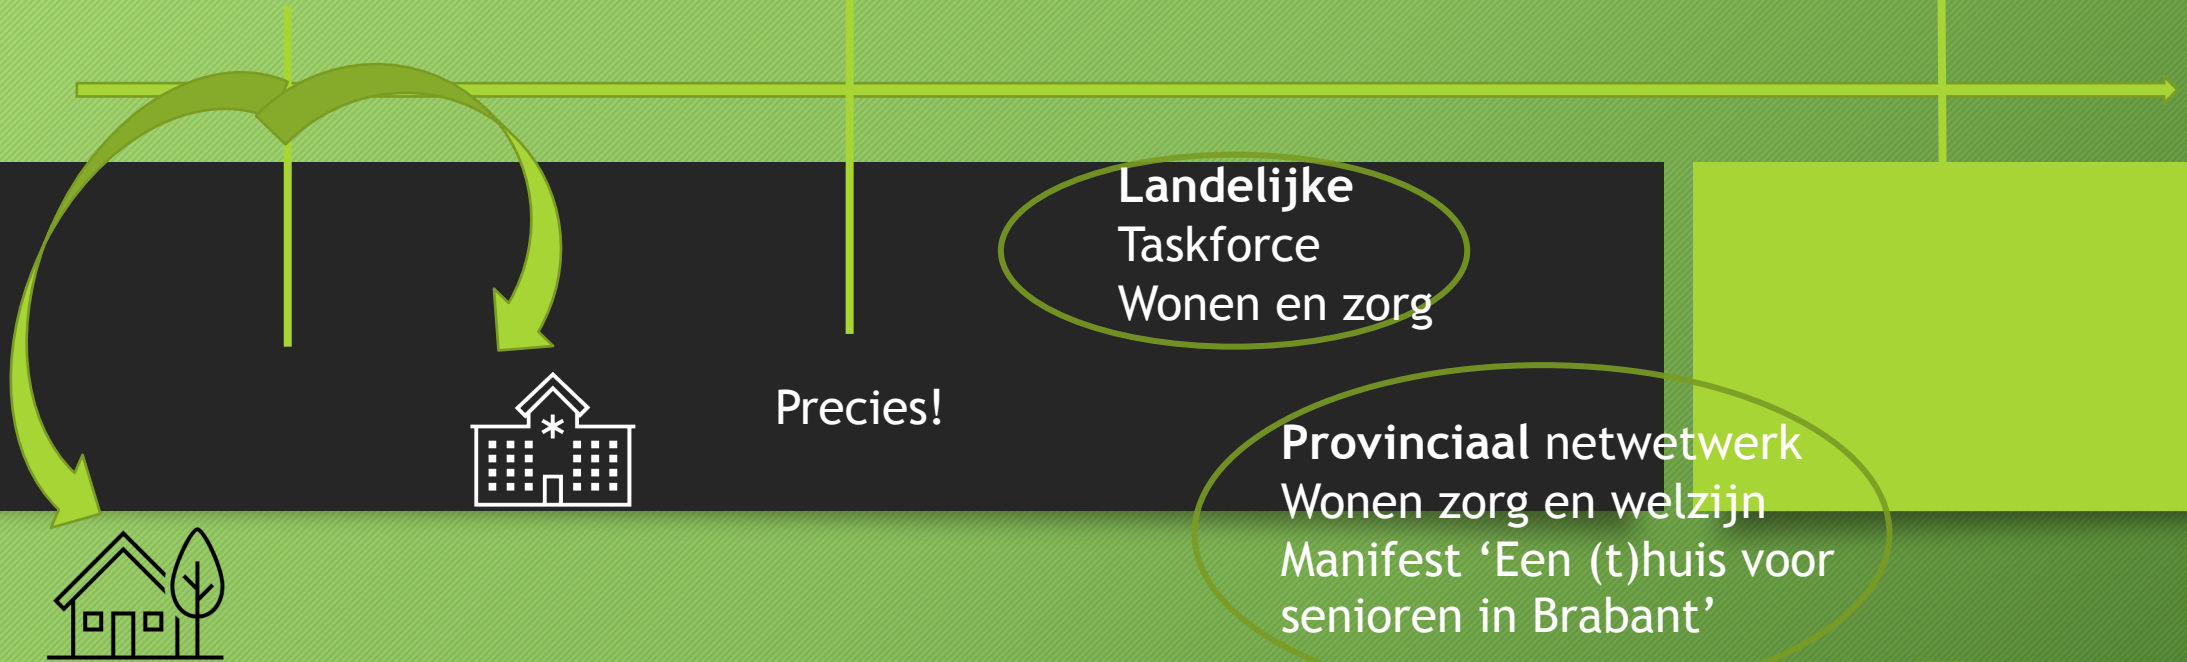 Landelijke
Taskforce
Wonen en zorg
Precies!
Provinciaal netwetwerk
Wonen zorg en welzijn
Manifest ‘Een (t)huis voor
senioren in Brabant’